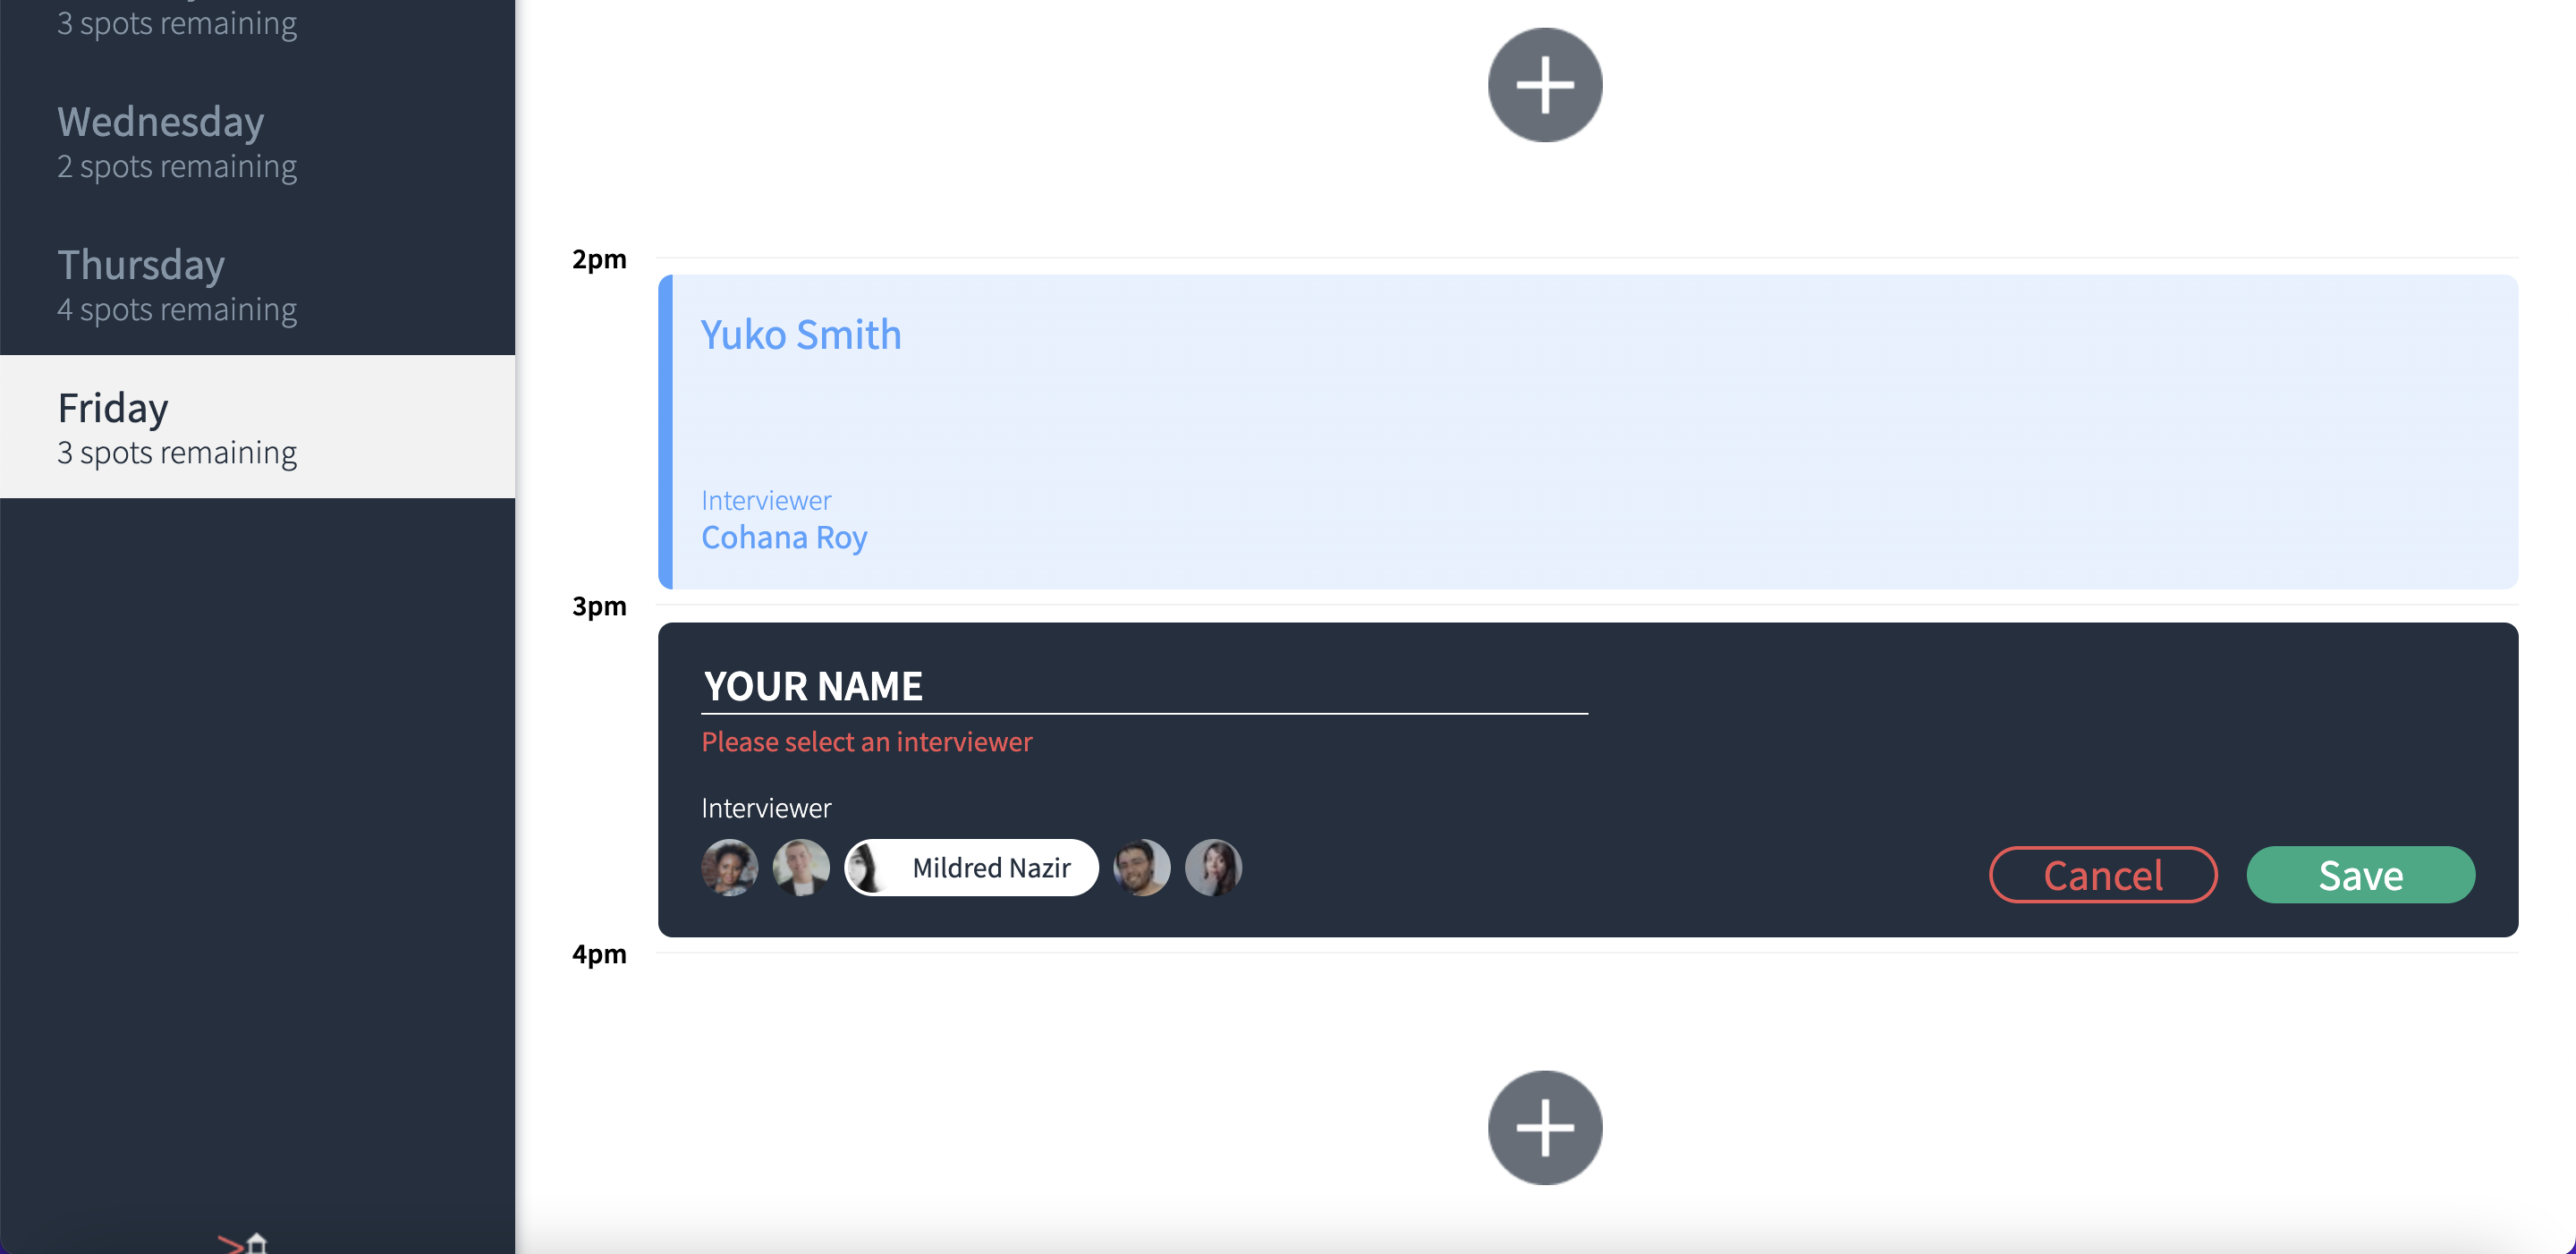 3 spots remaining
Wednesday
2 spots remaining
Thursday
4 spots remaining
Friday
3 spots remaining
2pm
Yuko Smith
Interviewer
Cohana Roy
3pm
YOUR NAME
Please select an interviewer
Interviewer
Mildred Nazir
Cancel
Save
4pm